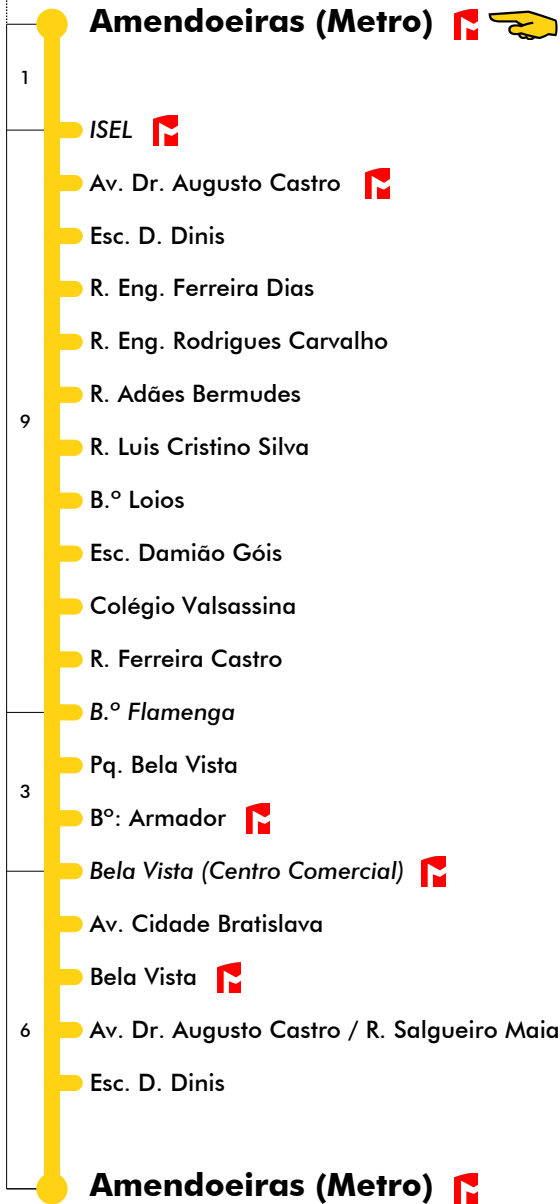 Amendoeiras (Metro)
1
ISEL
Av. Dr. Augusto Castro
Esc. D. Dinis
R. Eng. Ferreira Dias
R. Eng. Rodrigues Carvalho
R. Adães Bermudes
9
R. Luis Cristino Silva
B.º Loios
Esc. Damião Góis
Colégio Valsassina
R. Ferreira Castro
B.º Flamenga
Pq. Bela Vista
3
Bº: Armador
Bela Vista (Centro Comercial)
Av. Cidade Bratislava
Bela Vista
6
Av. Dr. Augusto Castro / R. Salgueiro Maia
Esc. D. Dinis
Amendoeiras (Metro)